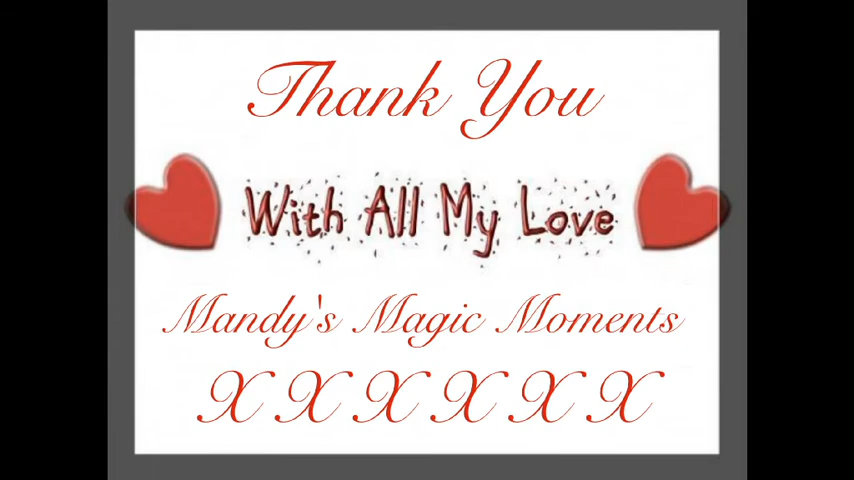 Thank You
With All My Love
Mandy's Magic Moments
X X X X X X